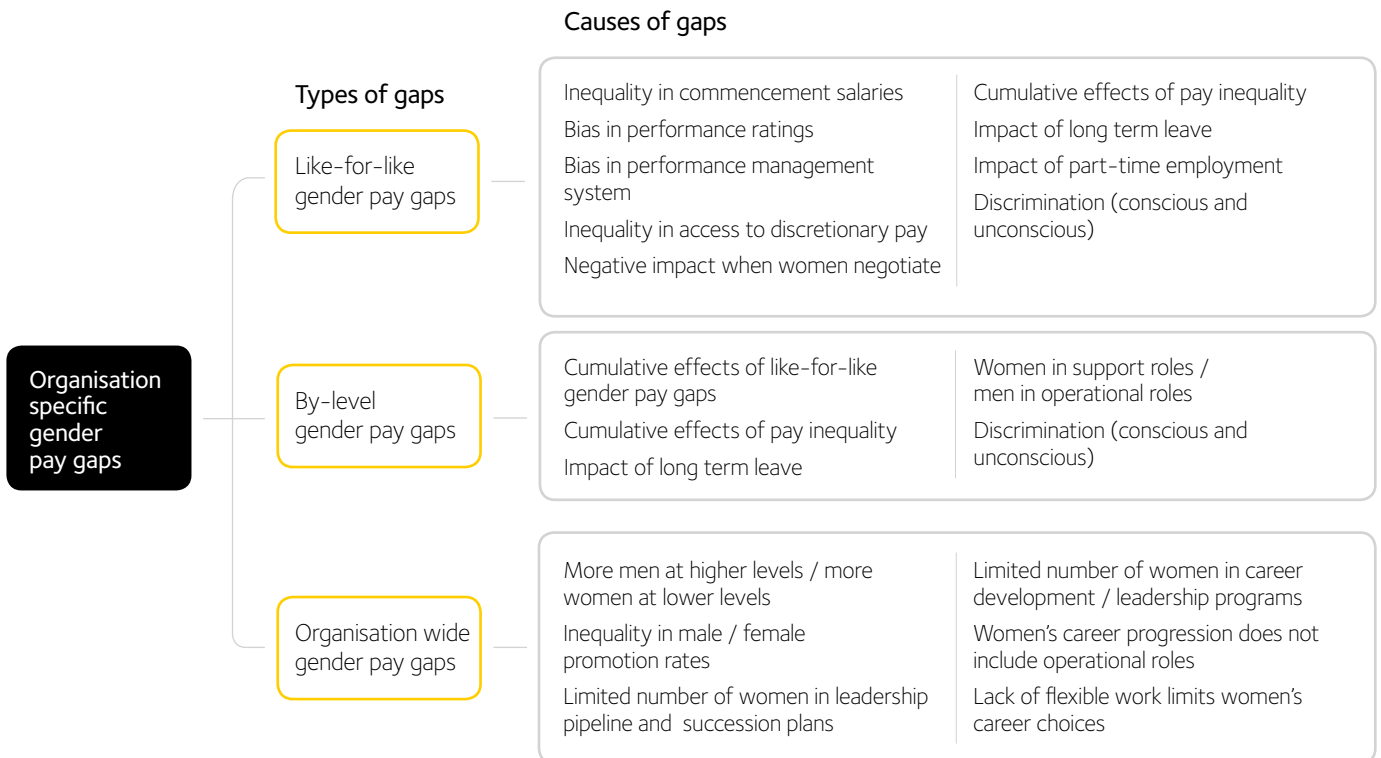 Causes of gaps
Types of gaps
Organisation
specific
gender
pay gaps
Like-for-like
gender pay gaps
Inequality in commencement salaries
Bias in performance ratings
Bias in performance management
system
Inequality in access to discretionary pay
Negative impact when women negotiate
Cumulative effects of pay inequality
Impact of long term leave
Impact of part-time employment
Discrimination (conscious and
unconscious)
By-level
gender pay gaps
Cumulative effects of like-for-like
gender pay gaps
Cumulative effects of pay inequality
Impact of long term leave
Women in support roles /
men in operational roles
Discrimination (conscious and
unconscious)
Organisation wide
gender pay gaps
More men at higher levels / more
women at lower levels
Inequality in male / female
promotion rates
Limited number of women in leadership
pipeline and succession plans
Limited number of women in career
development / leadership programs
Women's career progression does not
include operational roles
Lack of flexible work limits women's
career choices